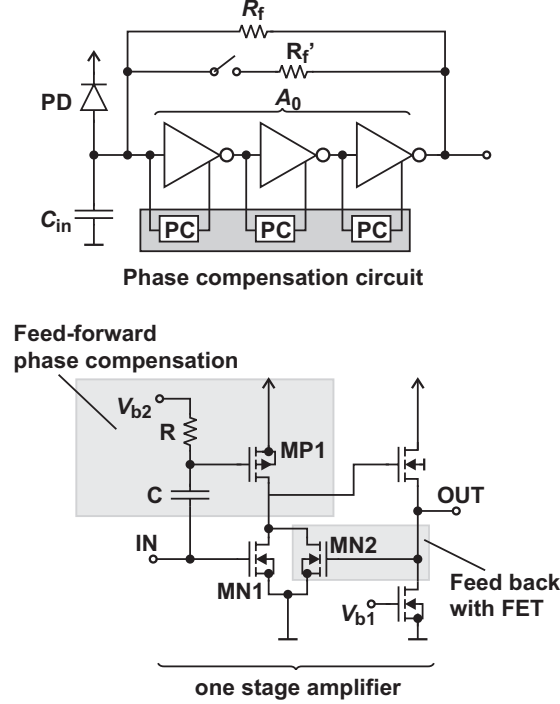 Rf
Rf’
A0
PD
Cin
PC PC PC
Phase compensation circuit
Feed-forward
phase compensation
Vb2
R
MP1
C
OUT
IN
MN2
MN1
Vb1
Feed back
with FET
one stage amplifier